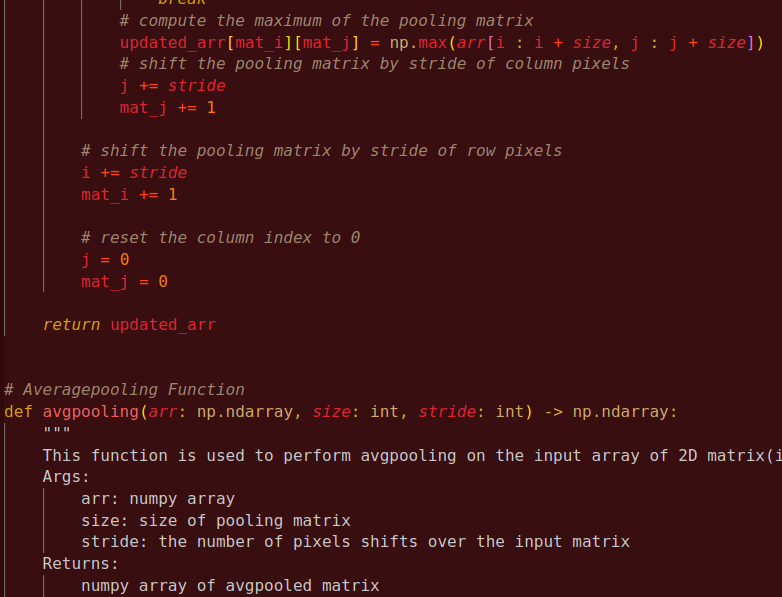 break
# compute the maximum of the pooling matrix
updated_arr[mat_i][mat_j] = np.max(arr[i : i + size, j : j + size])
# shift the pooling matrix by stride of column pixels
j += stride
mat_j += 1
# shift the pooling matrix by stride of row pixels
i += stride
mat_i += 1
# reset the column index to 0
j = 0
mat_j = 0
return updated_arr
# Averagepooling Function
def avgpooling(arr: np.ndarray, size: int, stride: int) -> np.ndarray:
"""
This function is used to perform avgpooling on the input array of 2D matrix(i
Args:
arr: numpy array
size: size of pooling matrix
stride: the number of pixels shifts over the input matrix
Returns:
numpy array of avgpooled matrix